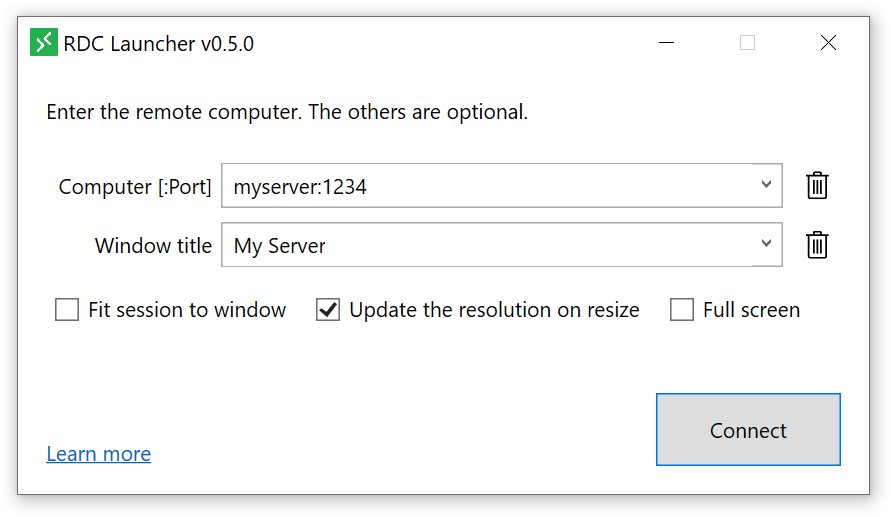 RDC Launcher v0.5.0
Enter the remote computer. The others are optional.
Computer [:Port] myserver:1234
Window title My Server
Fit session to window Update the resolution on resize Full screen
Connect
Learn more